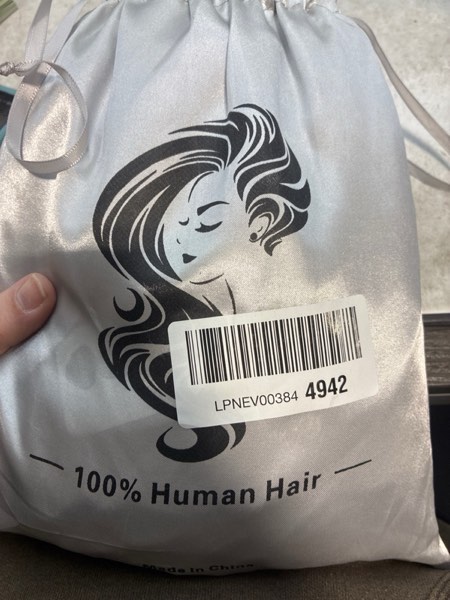 LPNEV00384 4942
100% Human Hair
Made in China